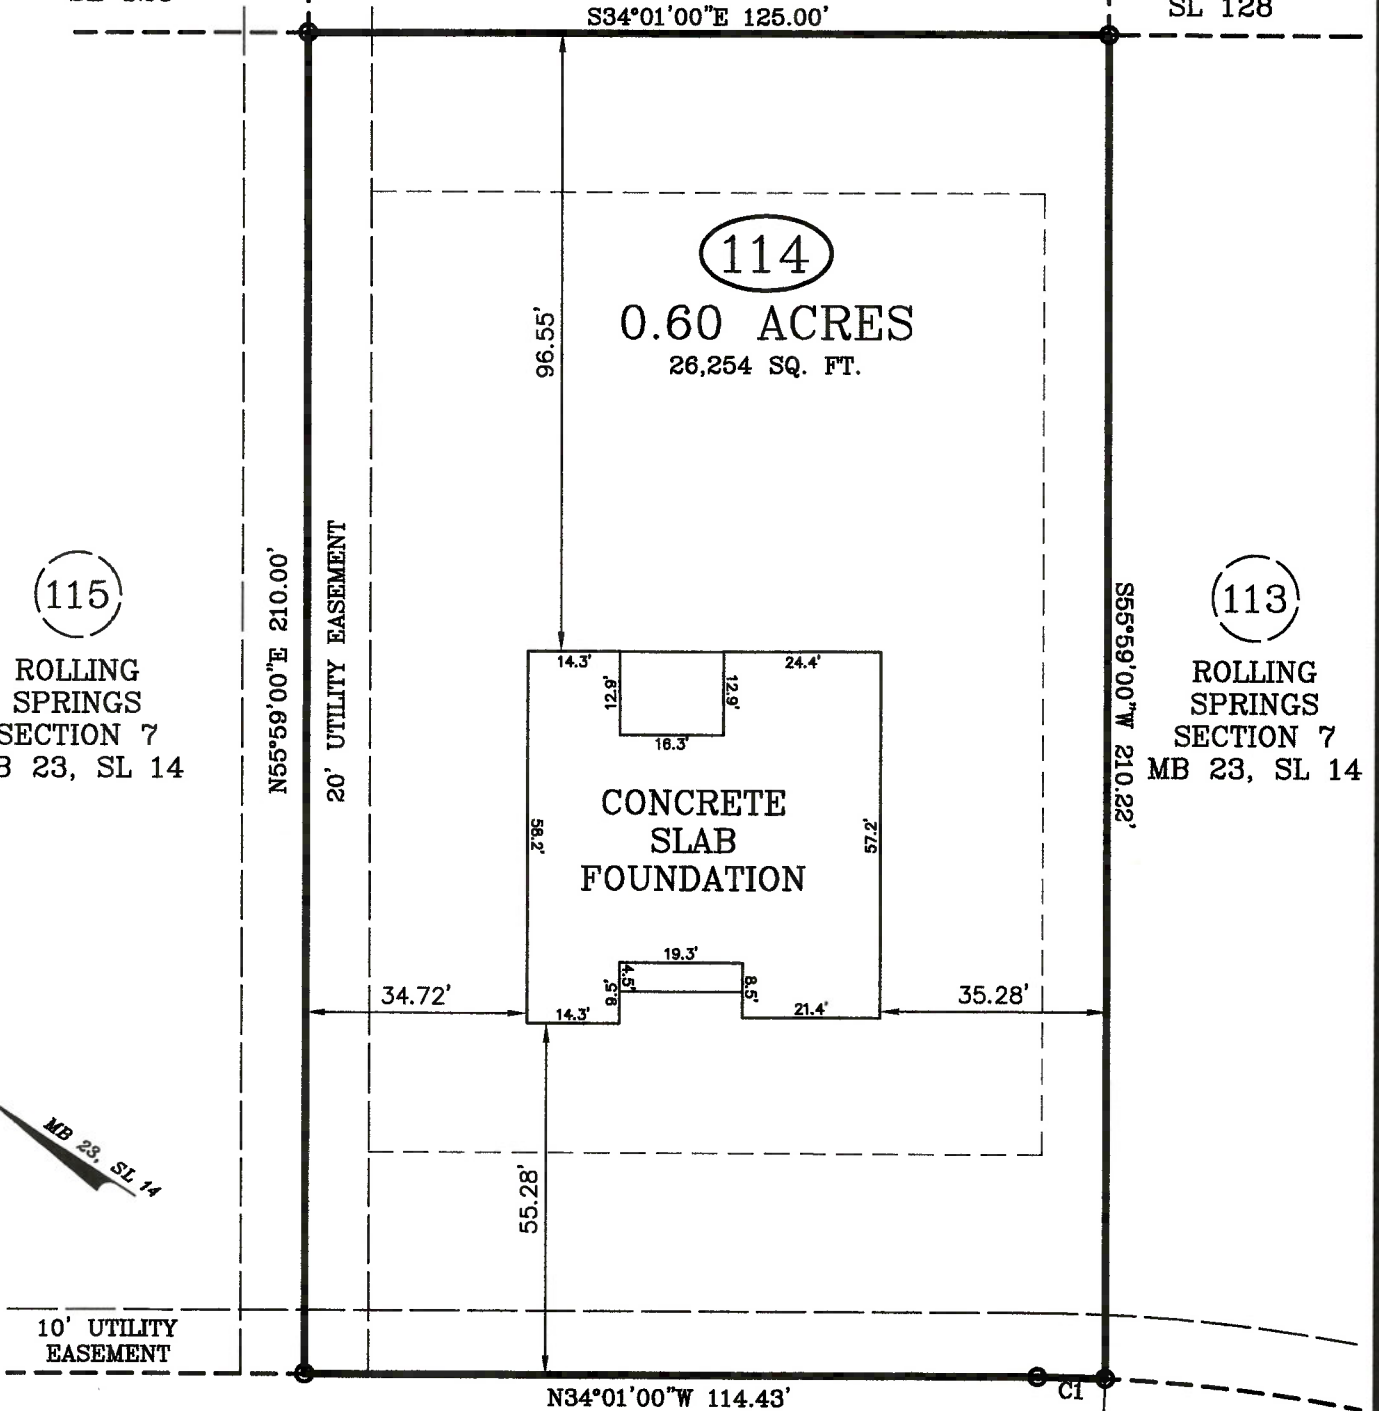 S34°01'00"E 125.00'
SL 128
114
0.60 ACRES
26,254 SQ. FT.
96.55'
N55°59'00"E 210.00'
20' UTILITY EASEMENT
115
ROLLING
SPRINGS
SECTION 7
B 23, SL 14
S55°59'00"W 210.22'
113
ROLLING
SPRINGS
SECTION 7
MB 23, SL 14
14.3'
24.4'
12.9'
12.9'
16.3'
58.2'
CONCRETE
SLAB
FOUNDATION
57.2'
19.3'
4.5'
9.5'
8.5'
14.3'
21.4'
34.72'
35.28'
55.28'
MB 23, SL 14
10' UTILITY
EASEMENT
N34°01'00"W 114.43'
C1